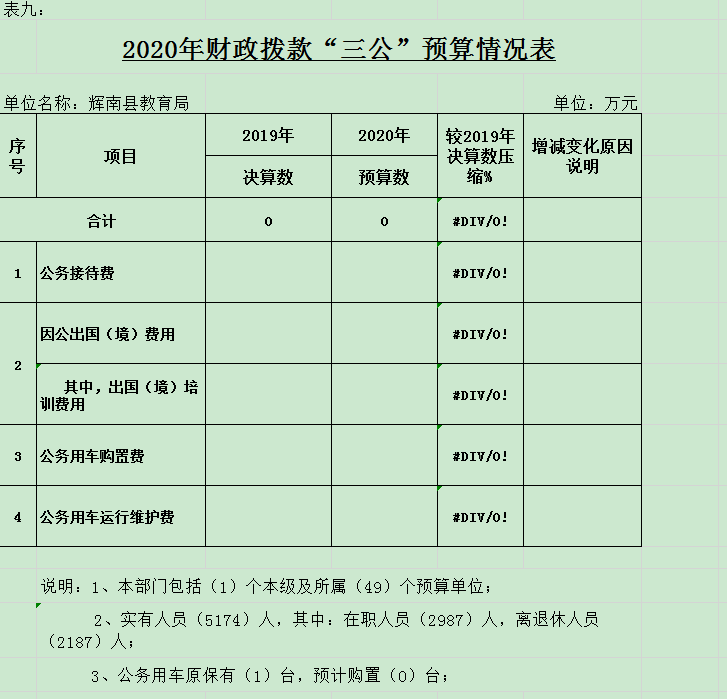 表九：
2020年财政拨款“三公”预算情况表
单位名称：辉南县教育局 单位：万元
序号 项目 2019年 2020年 较2019年决算数压缩% 增减变化原因说明
决算数 预算数
合计 0 0 #DIV/0!
1 公务接待费 #DIV/0!
2 因公出国（境）费用 #DIV/0!
其中，出国（境）培训费用 #DIV/0!
3 公务用车购置费 #DIV/0!
4 公务用车运行维护费 #DIV/0!
说明：1、本部门包括（1）个本级及所属（49）个预算单位；
2、实有人员（5174）人，其中：在职人员（2987）人，离退休人员
（2187）人；
3、公务用车原保有（1）台，预计购置（0）台；